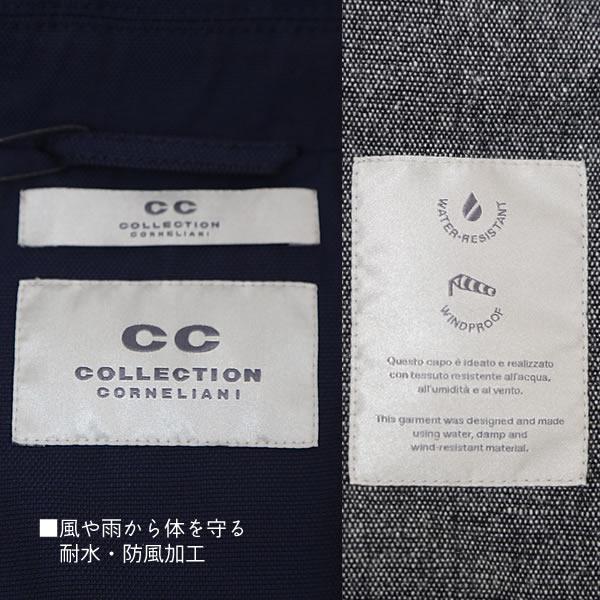 CC
COLLECTION
CORNELIANI
CC
COLLECTION
CORNELIANI
WATER-RESISTANT
WINDPROOF
Questo capo è ideato e realizzato
con tessuto resistente all'acqua,
all'umidità e al vento.
This garment was designed and made
using water, damp and
wind-resistant material.
■風や雨から体を守る
耐水・防風加工